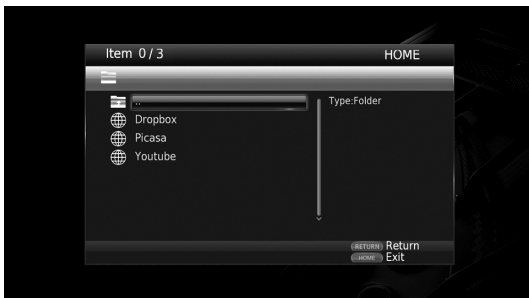 Item 0/3 HOME
..
Type:Folder
Dropbox
Picasa
Youtube
RETURN Return
HOME Exit